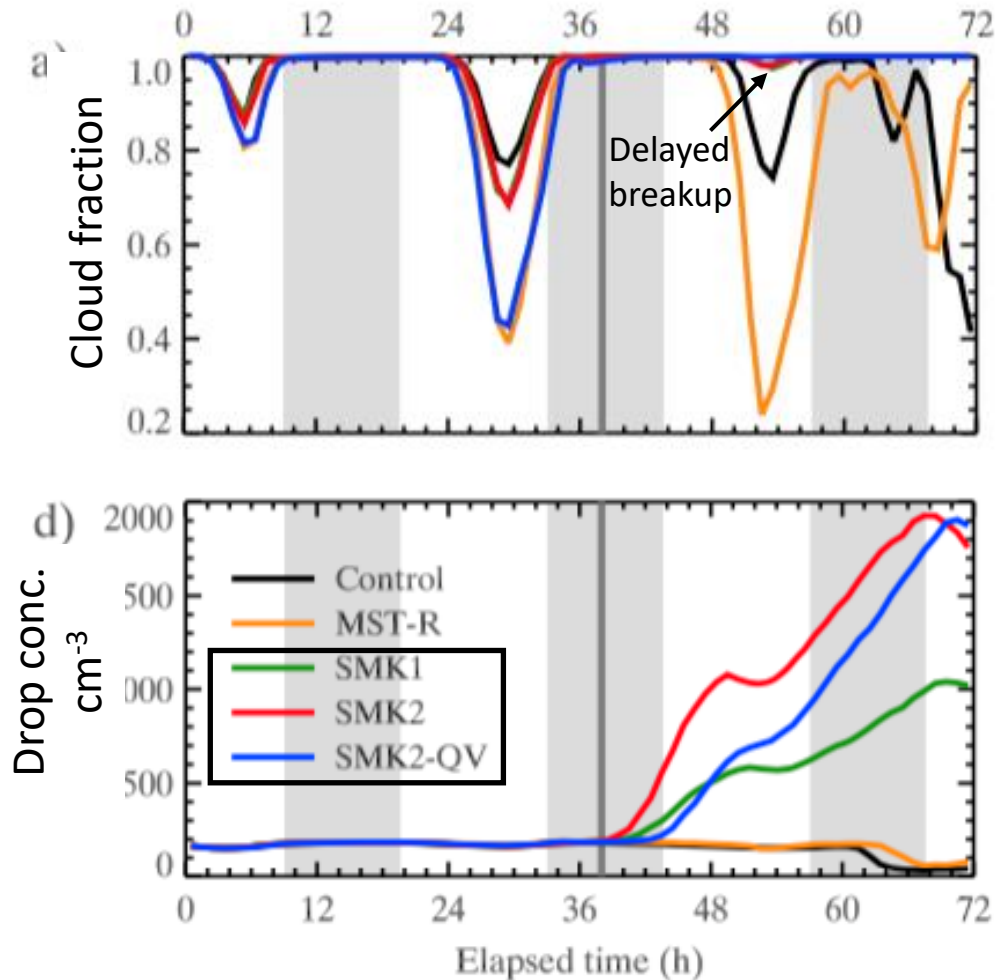 0 12 24 36 48 60 72
a
1.0
0.8
0.6
0.4
0.2
Cloud fraction
Delayed
breakup
d)
2000
500
000
500
0
Drop conc.
cm-3
Control
MST-R
SMK1
SMK2
SMK2-QV
0 12 24 36 48 60 72
Elapsed time (h)